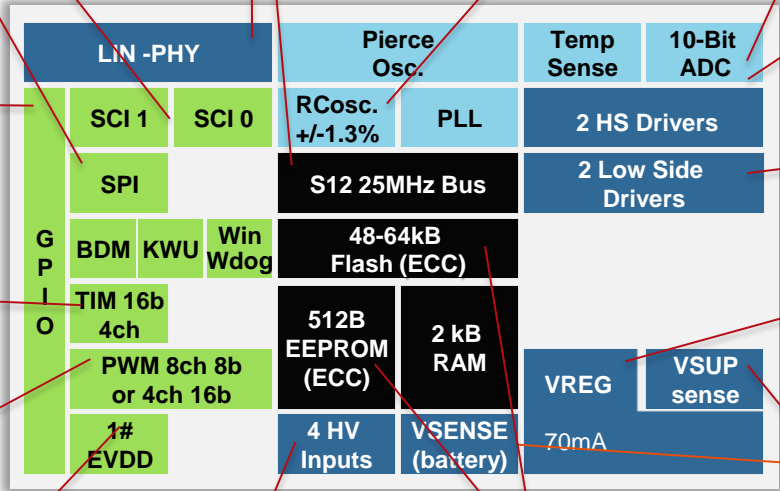 LIN -PHY
Pierce
Osc.
Temp
Sense
10-Bit
ADC
SCI 1
SCI 0
RCosc.
+/-1.3%
PLL
2 HS Drivers
SPI
S12 25MHz Bus
2 Low Side
Drivers
G
P
I
O
BDM
KWU
Win
Wdog
48-64kB
Flash (ECC)
TIM 16b
4ch
512B
EEPROM
(ECC)
2 kB
RAM
PWM 8ch 8b
or 4ch 16b
VREG
70mA
VSUP
sense
1#
EVDD
4 HV
Inputs
VSENSE
(battery)